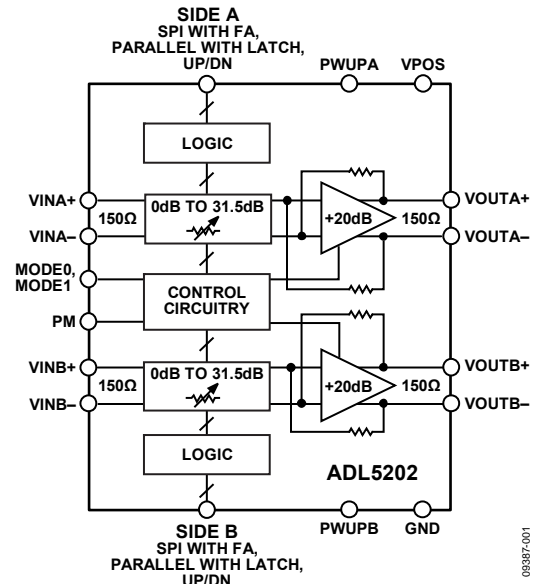 SIDE A
SPI WITH FA,
PARALLEL WITH LATCH,
UP/DN
PWUPA
VPOS
LOGIC
VINA+
150Ω
VINA–
0dB TO 31.5dB
+20dB
150Ω
VOUTA+
VOUTA–
MODE0,
MODE1
PM
CONTROL
CIRCUITRY
VINB+
150Ω
VINB–
0dB TO 31.5dB
+20dB
150Ω
VOUTB+
VOUTB–
LOGIC
ADL5202
SIDE B
SPI WITH FA,
PARALLEL WITH LATCH,
UP/DN
PWUPB
GND
09387-001